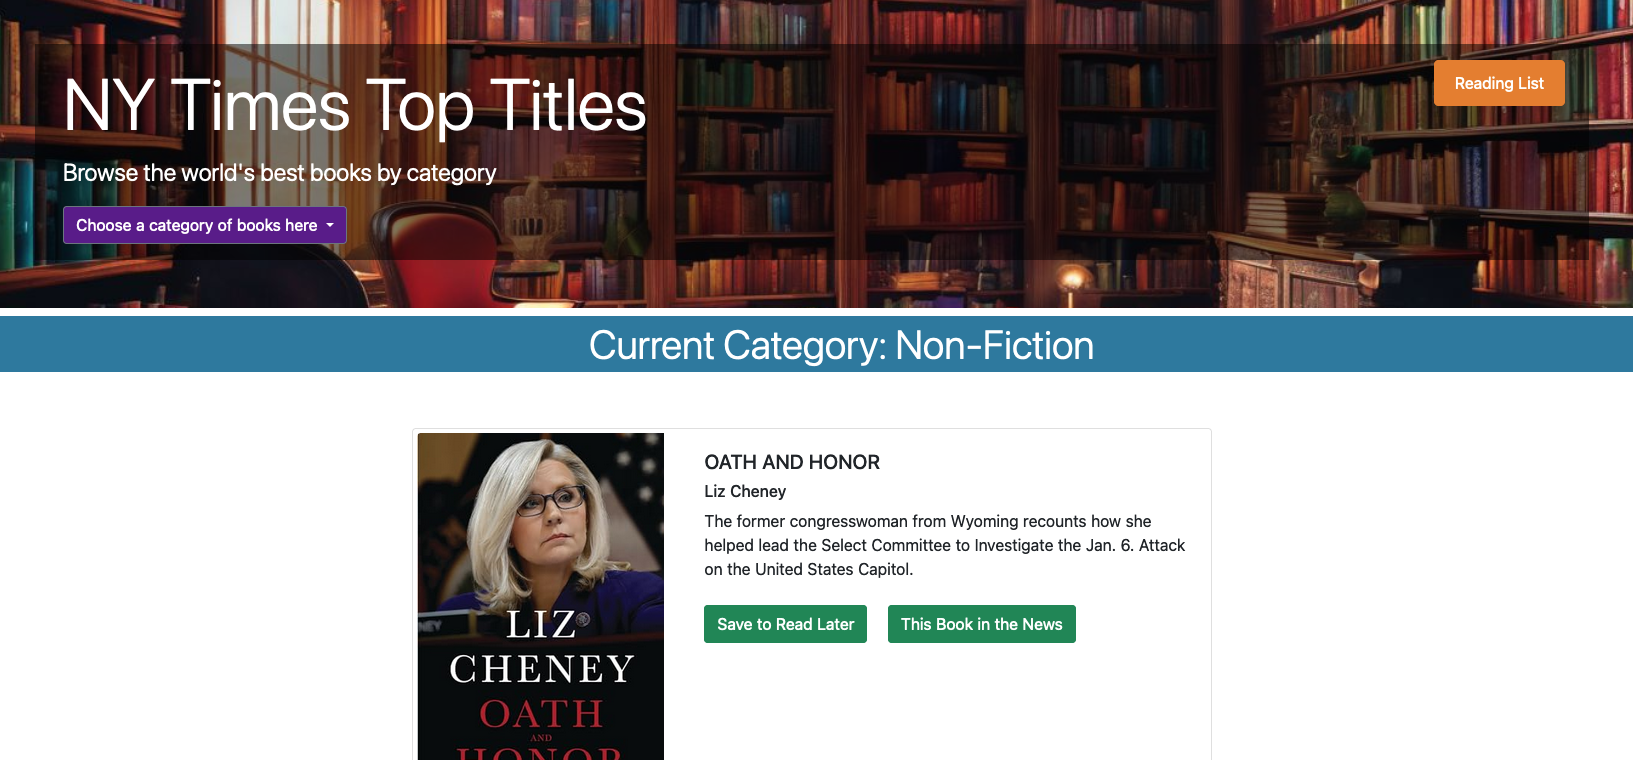 NY Times Top Titles
Reading List
Browse the world's best books by category
Choose a category of books here
Current Category: Non-Fiction
OATH AND HONOR
Liz Cheney
The former congresswoman from Wyoming recounts how she
helped lead the Select Committee to Investigate the Jan. 6. Attack
on the United States Capitol.
Save to Read Later
This Book in the News
NEY
LIZ
CHENEY
OATH
AND
HONOR